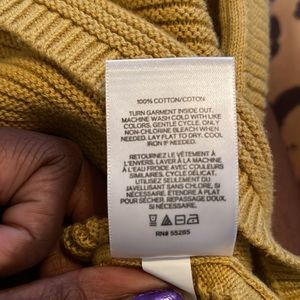 100% COTTON/COTON
TURN GARMENT INSIDE OUT,
MACHINE WASH COLD WITH LIKE
COLORS, GENTLE CYCLE, ONLY
NON-CHLORINE BLEACH WHEN
NEEDED. LAY FLAT TO DRY. COOL
IRON IF NEEDED.
RETOURNEZ LE VÊTEMENT À
L'ENVERS. LAVER À LA MACHINE
À L'EAU FROIDE AVEC COULEURS
SIMILAIRES. CYCLE DÉLICAT.
UTILISEZ SEULEMENT DU
JAVELLISANT SANS CHLORE, SI
NÉCESSAIRE. ÉTENDRE À PLAT
POUR SÉCHER. REPASSAGE DOUX,
SI NÉCESSAIRE.
RN# 55285